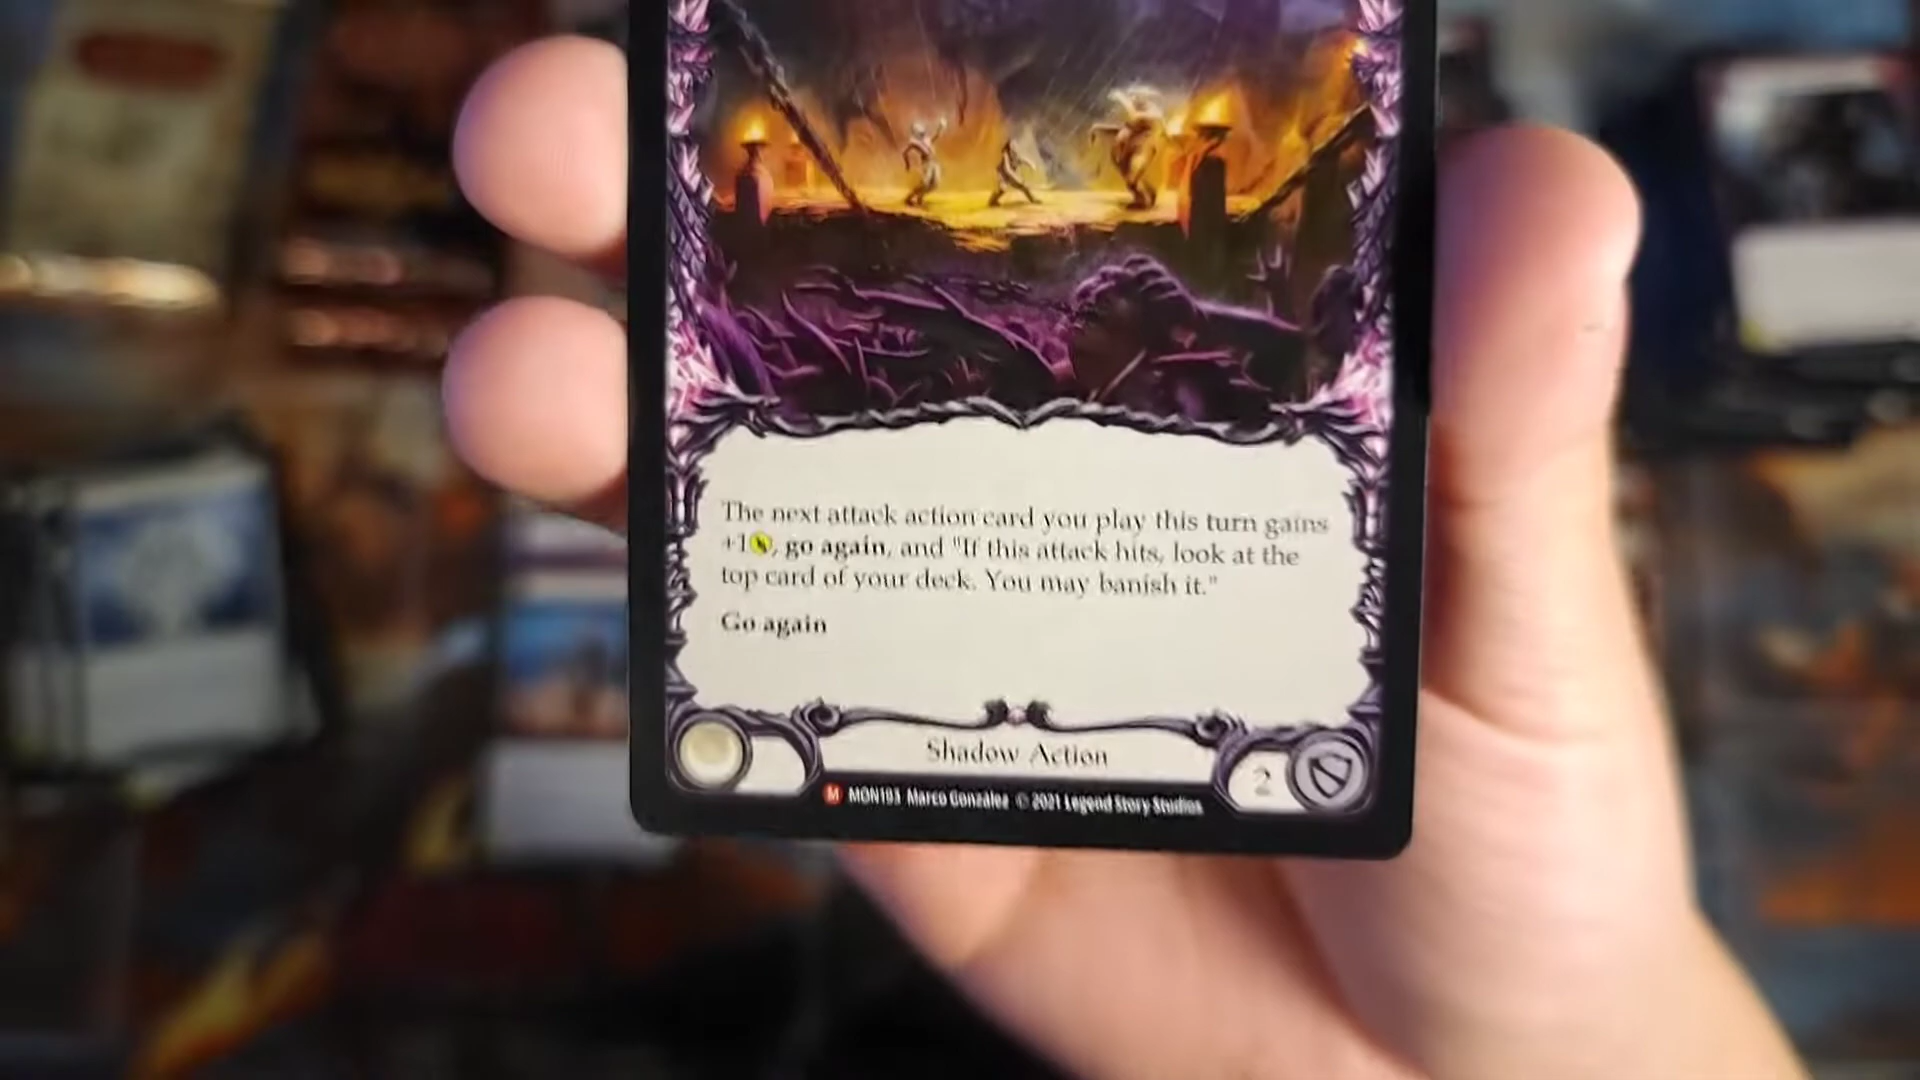 The next attack action card you play this turn gains
+1, go again, and "If this attack hits, look at the
top card of your deck. You may banish it."
Go again
Shadow Action
2
M MON193 Marco González © 2021 Legend Story Studios